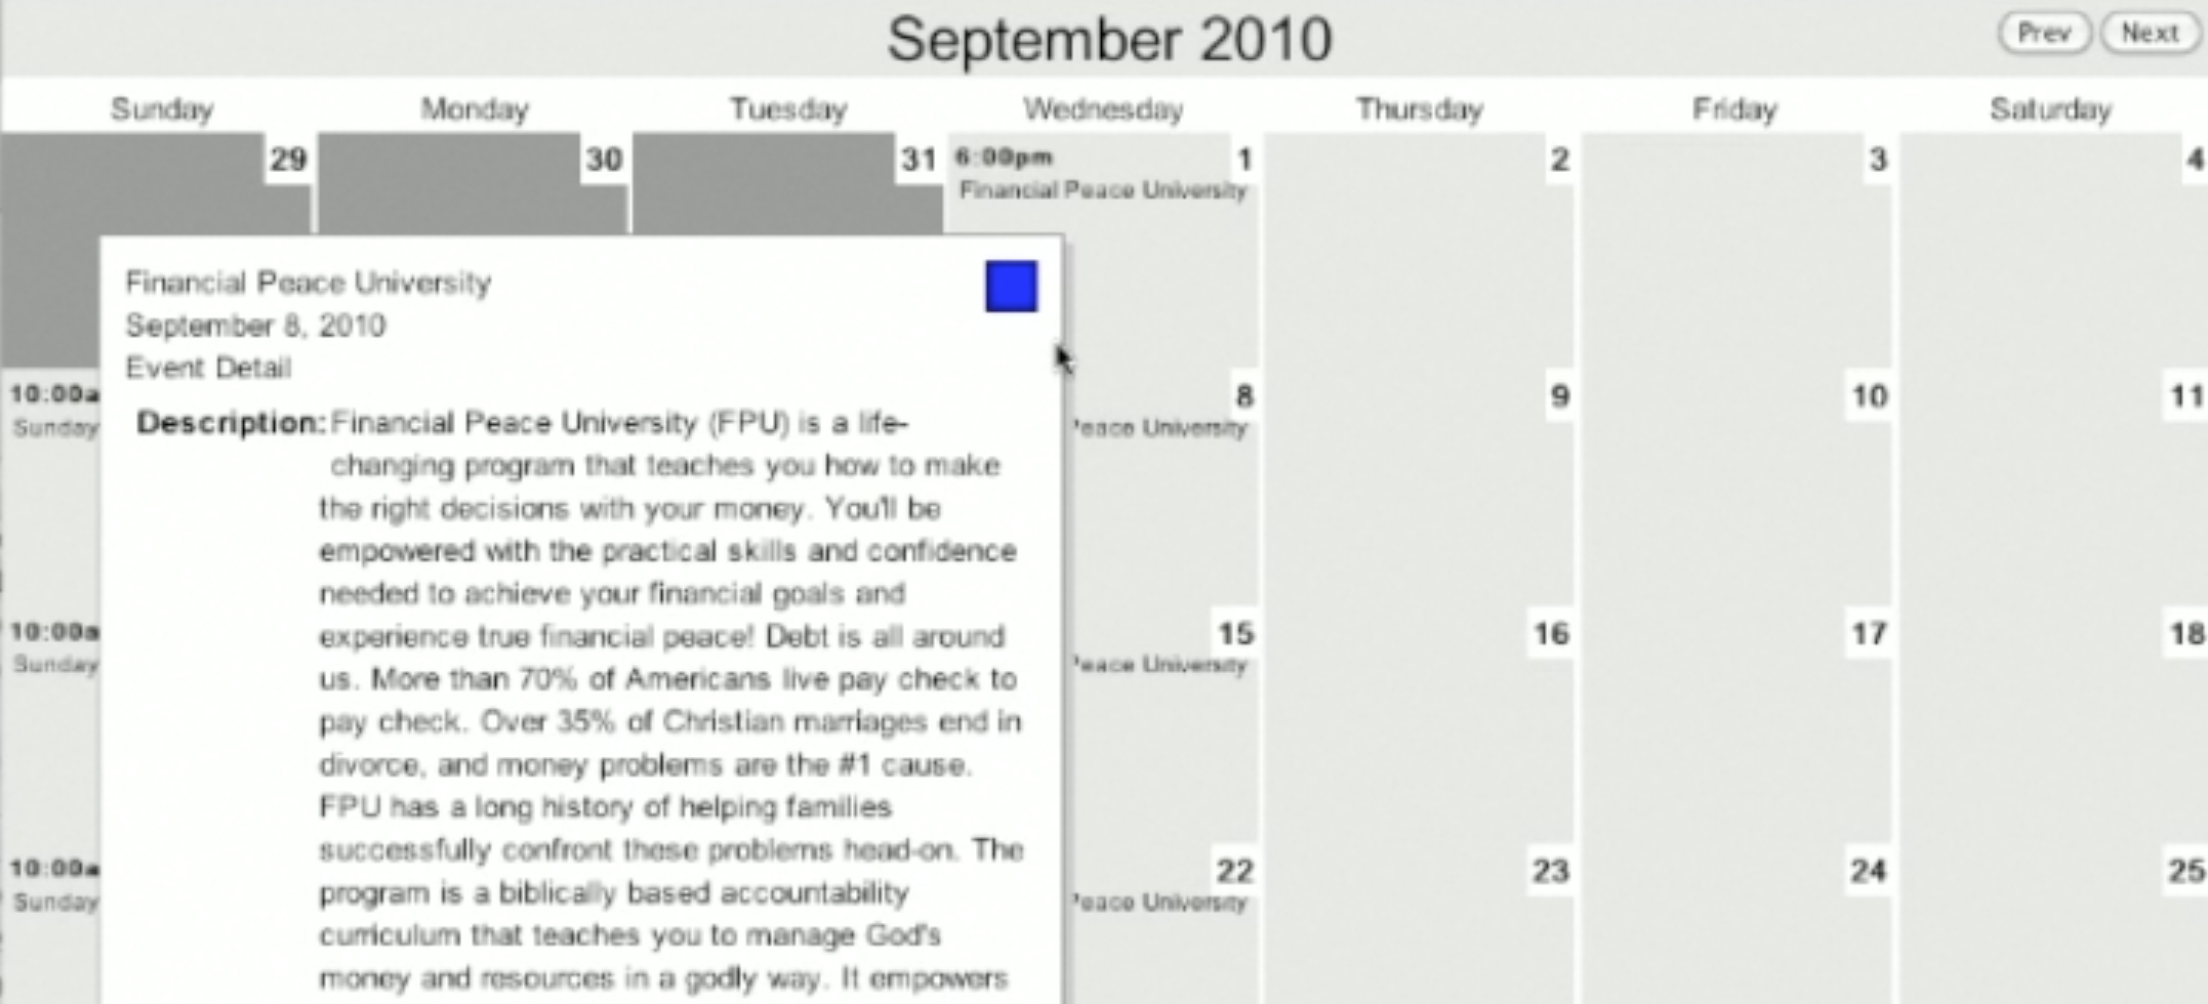 September 2010
Prev Next
Sunday Monday Tuesday Wednesday Thursday Friday Saturday
29 30 31 6:00pm 1 2 3 4
Financial Peace University
Financial Peace University
September 8, 2010
Event Detail
10:00a 8 9 10 11
Sunday University
Description: Financial Peace University (FPU) is a life-
changing program that teaches you how to make
the right decisions with your money. You'll be
empowered with the practical skills and confidence
needed to achieve your financial goals and
experience true financial peace! Debt is all around
10:00a 15 16 17 18
Sunday University
us. More than 70% of Americans live pay check to
pay check. Over 35% of Christian marriages end in
divorce, and money problems are the #1 cause.
FPU has a long history of helping families
successfully confront these problems head-on. The
10:00a 22 23 24 25
Sunday University
program is a biblically based accountability
curriculum that teaches you to manage God's
money and resources in a godly way. It empowers